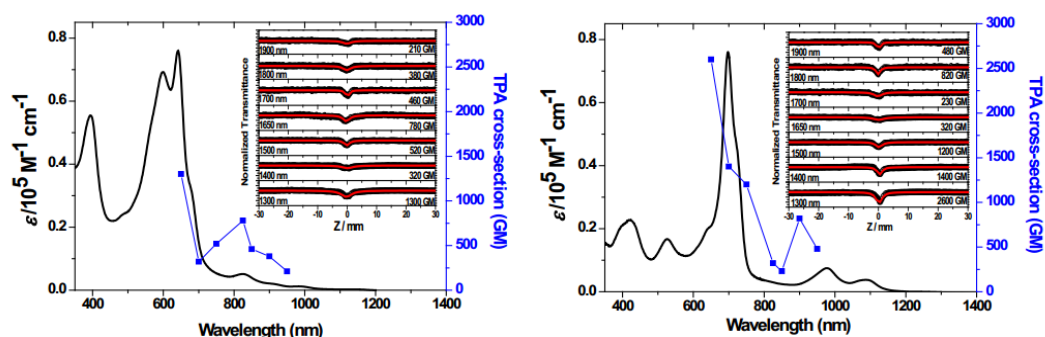 ε/10⁵ M⁻¹ cm⁻¹
0.8
0.6
0.4
0.2
0.0
400 600 800 1000 1200 1400
Wavelength (nm)
3000
2500
2000
1500
1000
500
0
TPA cross-section (GM)
Normalized Transmittance
1900 nm 210 GM
1800 nm 380 GM
1700 nm 460 GM
1650 nm 780 GM
1500 nm 520 GM
1400 nm 320 GM
1300 nm 1300 GM
-30 -20 -10 0 10 20 30
Z / mm
ε/10⁵ M⁻¹ cm⁻¹
0.8
0.6
0.4
0.2
0.0
400 600 800 1000 1200 1400
Wavelength (nm)
3000
2500
2000
1500
1000
500
0
TPA cross-section (GM)
Normalized Transmittance
1900 nm 480 GM
1800 nm 820 GM
1700 nm 230 GM
1650 nm 320 GM
1500 nm 1200 GM
1400 nm 1400 GM
1300 nm 2600 GM
-30 -20 -10 0 10 20 30
Z / mm